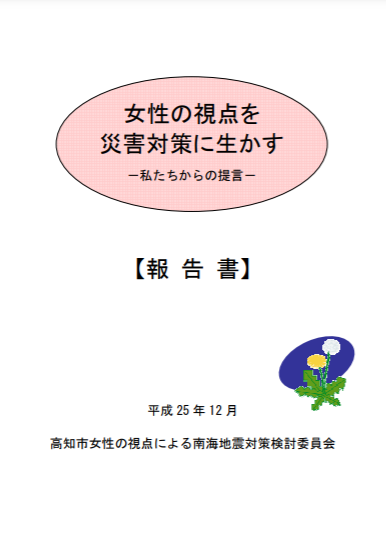 女性の視点を
災害対策に生かす
－私たちからの提言－
【報 告 書】
平成 25 年 12 月
高知市女性の視点による南海地震対策検討委員会